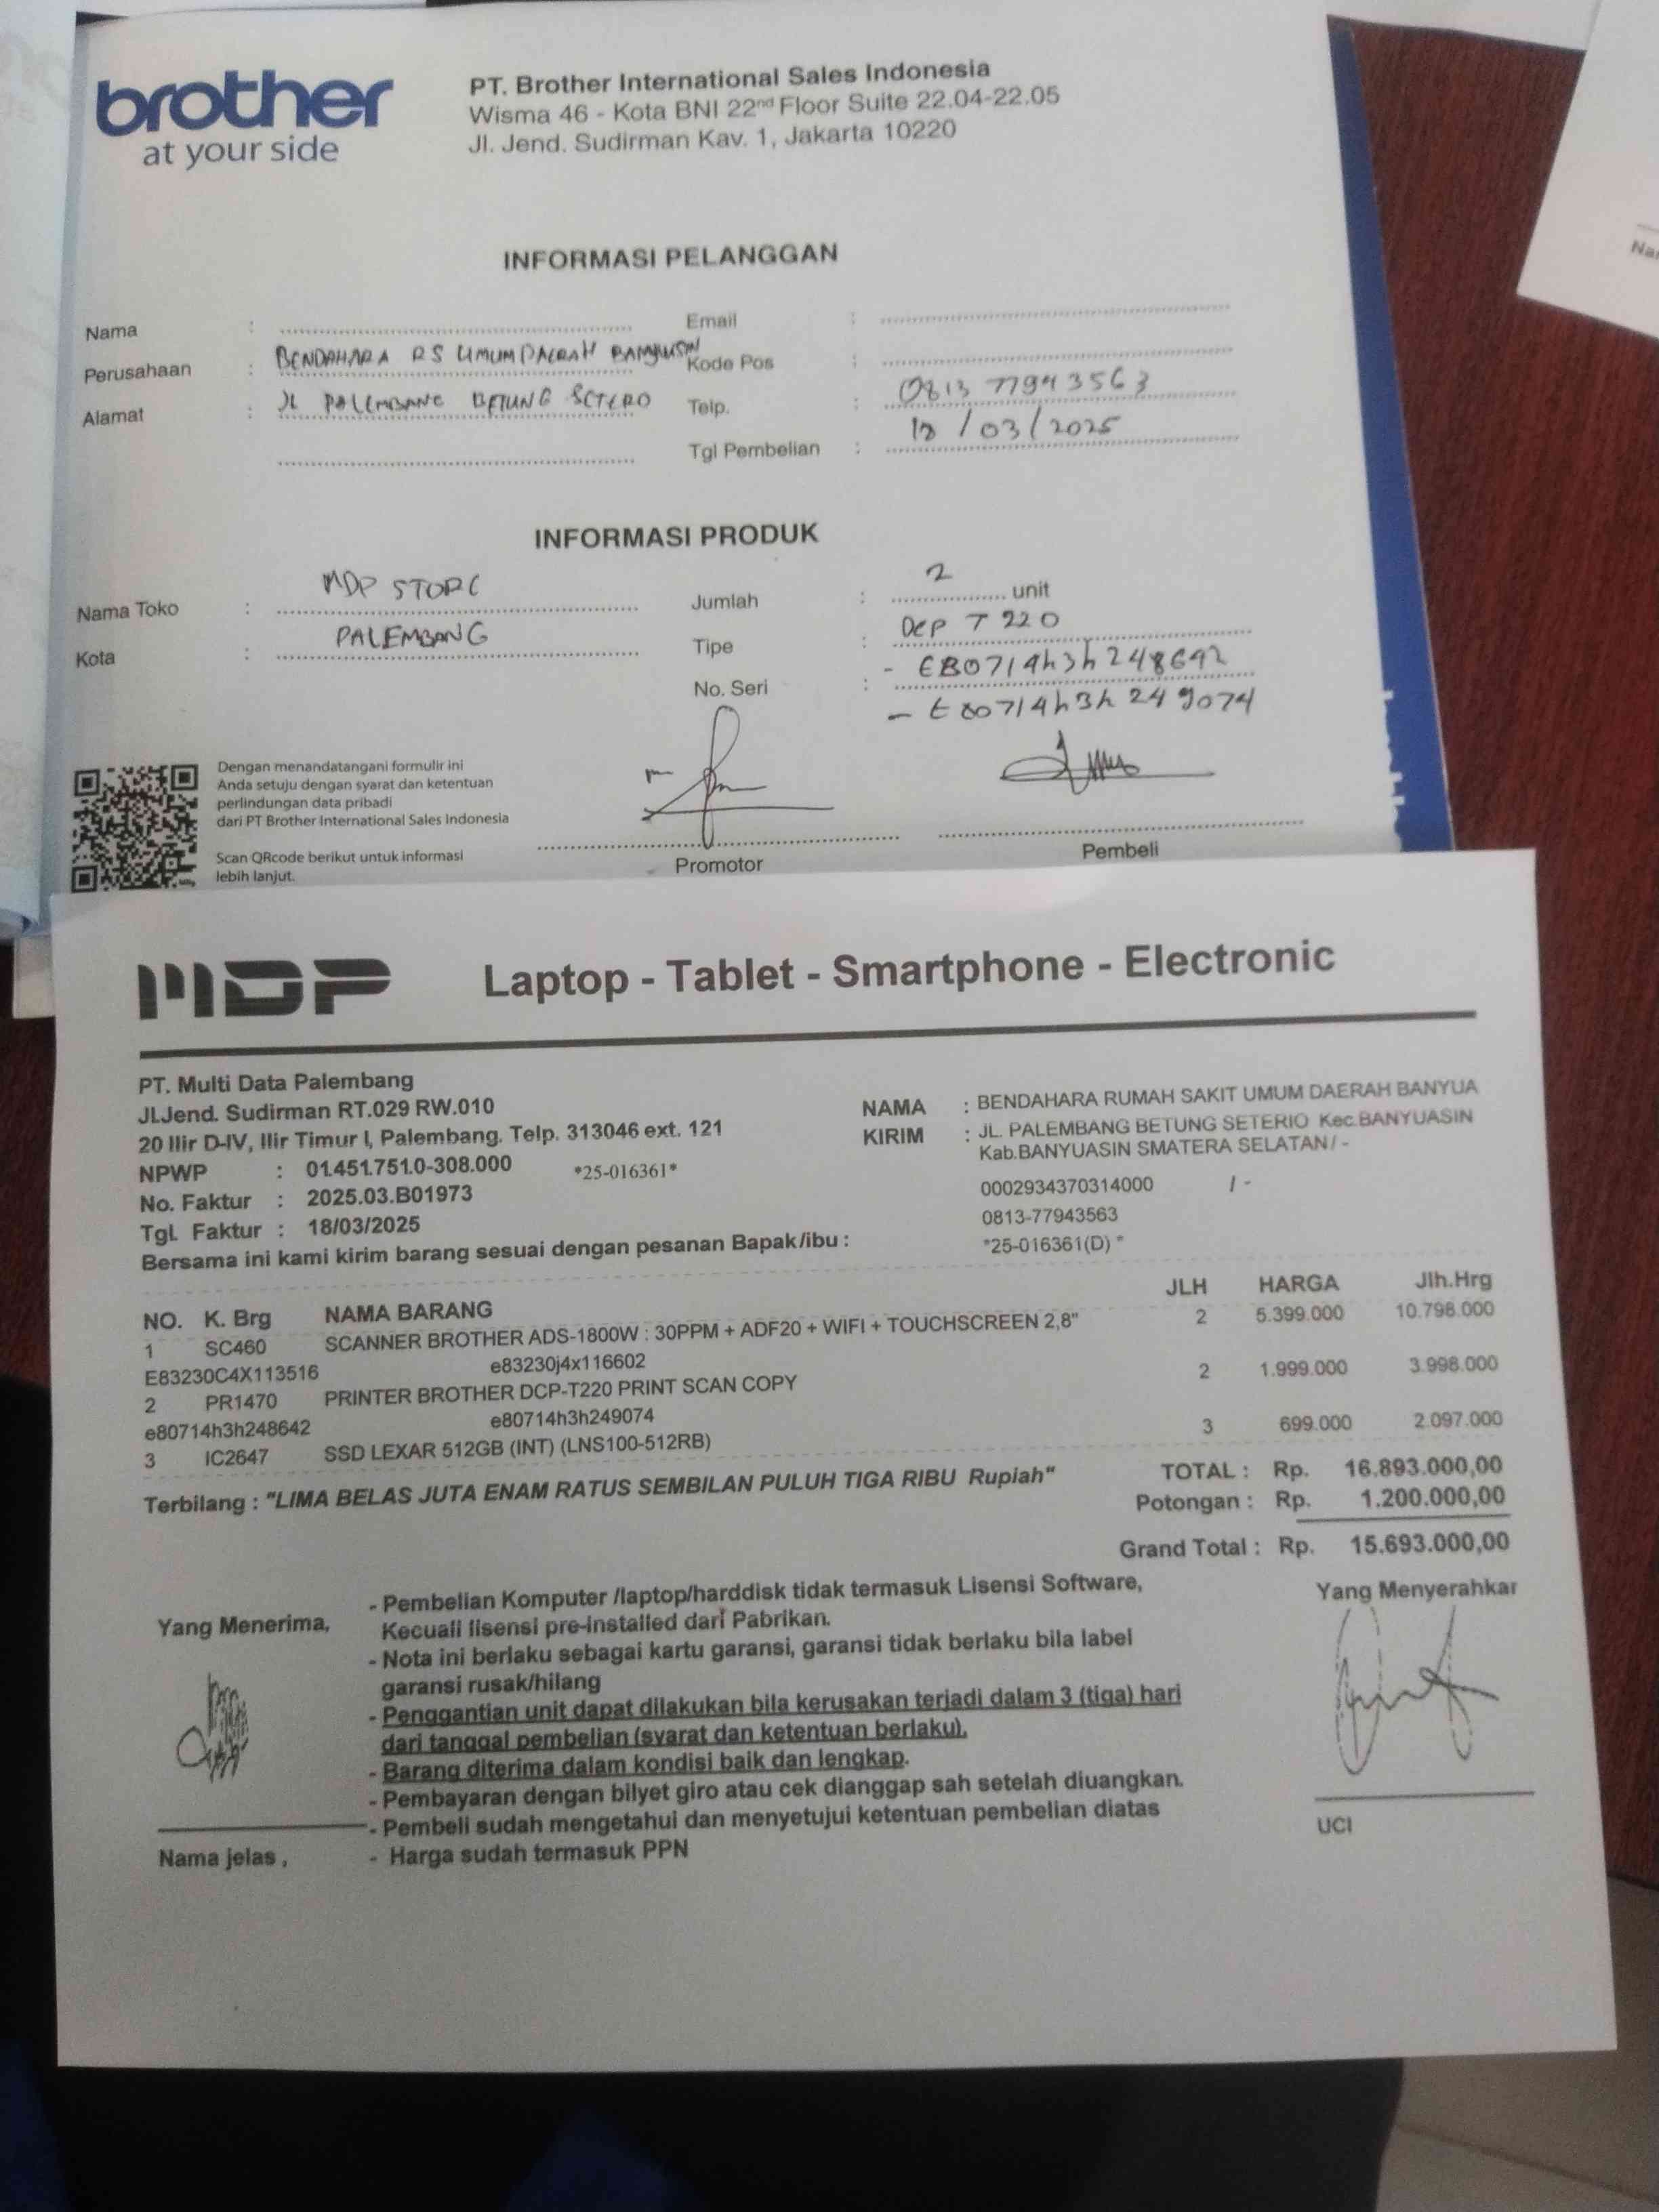 brother
at your side
PT. Brother International Sales Indonesia
Wisma 46 - Kota BNI 22nd Floor Suite 22.04-22.05
Jl. Jend. Sudirman Kav. 1, Jakarta 10220
INFORMASI PELANGGAN
Nama :
Perusahaan : BENDAHARA RS UMUM DAERAH BANYUASIN
Alamat : JL PALEMBANG BETUNG SETERO
Email :
Kode Pos :
Telp. : 0813 77943563
Tgl Pembelian : 18/03/2025
INFORMASI PRODUK
Nama Toko : MDP STORE
Kota : PALEMBANG
Jumlah : 2 unit
Tipe : DCP T 220
No. Seri : - E80714h3h248642
- E80714h3h249074
Dengan menandatangani formulir ini
Anda setuju dengan syarat dan ketentuan
perlindungan data pribadi
dari PT Brother International Sales Indonesia
Scan QRcode berikut untuk informasi
lebih lanjut.
Promotor
Pembeli
MDP Laptop - Tablet - Smartphone - Electronic
PT. Multi Data Palembang
Jl.Jend. Sudirman RT.029 RW.010
20 Ilir D-IV, Ilir Timur I, Palembang. Telp. 313046 ext. 121
NPWP : 01.451.751.0-308.000 *25-016361*
No. Faktur : 2025.03.B01973
Tgl. Faktur : 18/03/2025
Bersama ini kami kirim barang sesuai dengan pesanan Bapak/ibu :
NAMA : BENDAHARA RUMAH SAKIT UMUM DAERAH BANYUA
KIRIM : JL. PALEMBANG BETUNG SETERIO Kec.BANYUASIN
Kab.BANYUASIN SMATERA SELATAN / -
0002934370314000 / -
0813-77943563
*25-016361(D) *
NO. K. Brg NAMA BARANG JLH HARGA Jlh.Hrg
1 SC460 SCANNER BROTHER ADS-1800W : 30PPM + ADF20 + WIFI + TOUCHSCREEN 2,8" 2 5.399.000 10.798.000
E83230C4X113516 e83230j4x116602
2 PR1470 PRINTER BROTHER DCP-T220 PRINT SCAN COPY 2 1.999.000 3.998.000
e80714h3h248642 e80714h3h249074
3 IC2647 SSD LEXAR 512GB (INT) (LNS100-512RB) 3 699.000 2.097.000
Terbilang : "LIMA BELAS JUTA ENAM RATUS SEMBILAN PULUH TIGA RIBU Rupiah"
TOTAL : Rp. 16.893.000,00
Potongan : Rp. 1.200.000,00
Grand Total : Rp. 15.693.000,00
Yang Menerima,
- Pembelian Komputer /laptop/harddisk tidak termasuk Lisensi Software,
Kecuali lisensi pre-installed dari Pabrikan.
- Nota ini berlaku sebagai kartu garansi, garansi tidak berlaku bila label
garansi rusak/hilang
- Penggantian unit dapat dilakukan bila kerusakan terjadi dalam 3 (tiga) hari
dari tanggal pembelian (syarat dan ketentuan berlaku).
- Barang diterima dalam kondisi baik dan lengkap.
- Pembayaran dengan bilyet giro atau cek dianggap sah setelah diuangkan.
- Pembeli sudah mengetahui dan menyetujui ketentuan pembelian diatas
- Harga sudah termasuk PPN
Nama jelas ,
Yang Menyerahkar
UCI